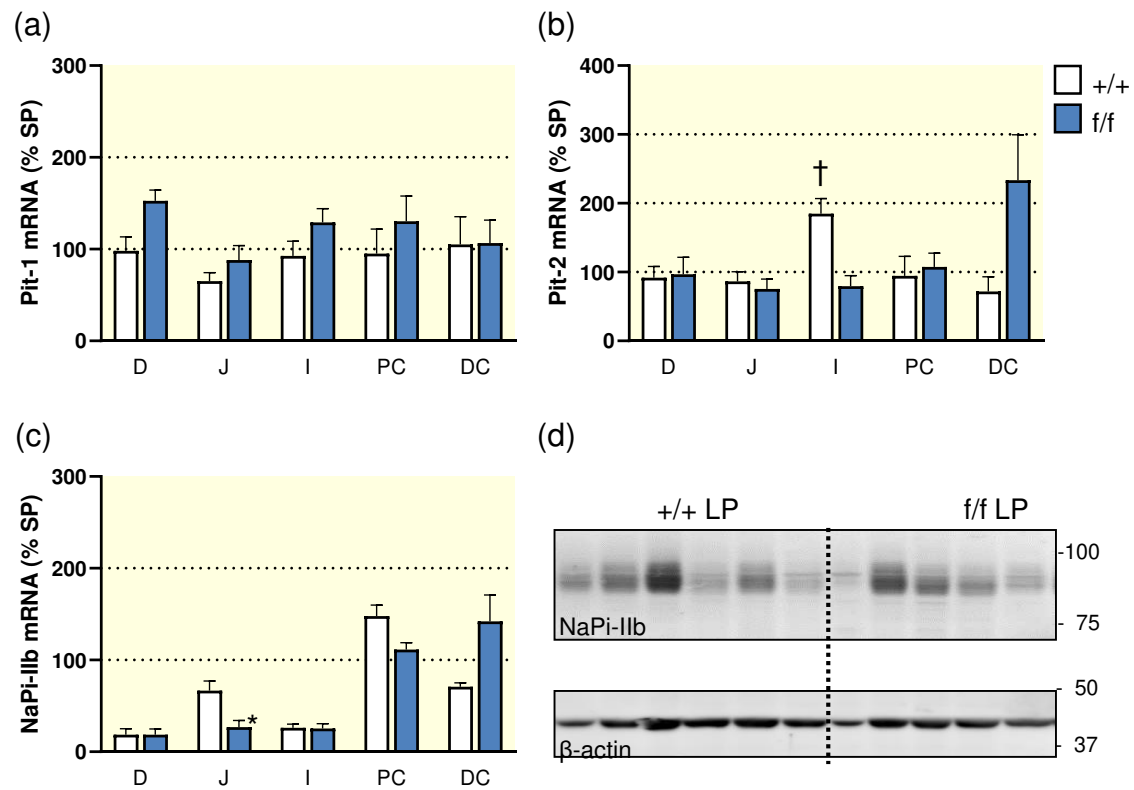 (a)
Pit-1 mRNA (% SP)
300
200
100
0
D J I PC DC
(b)
Pit-2 mRNA (% SP)
400
300
200
100
0
†
D J I PC DC
+/+
f/f
(c)
NaPi-IIb mRNA (% SP)
300
200
100
0
*
D J I PC DC
(d)
+/+ LP f/f LP
-100
NaPi-IIb
- 75
- 50
β-actin
- 37